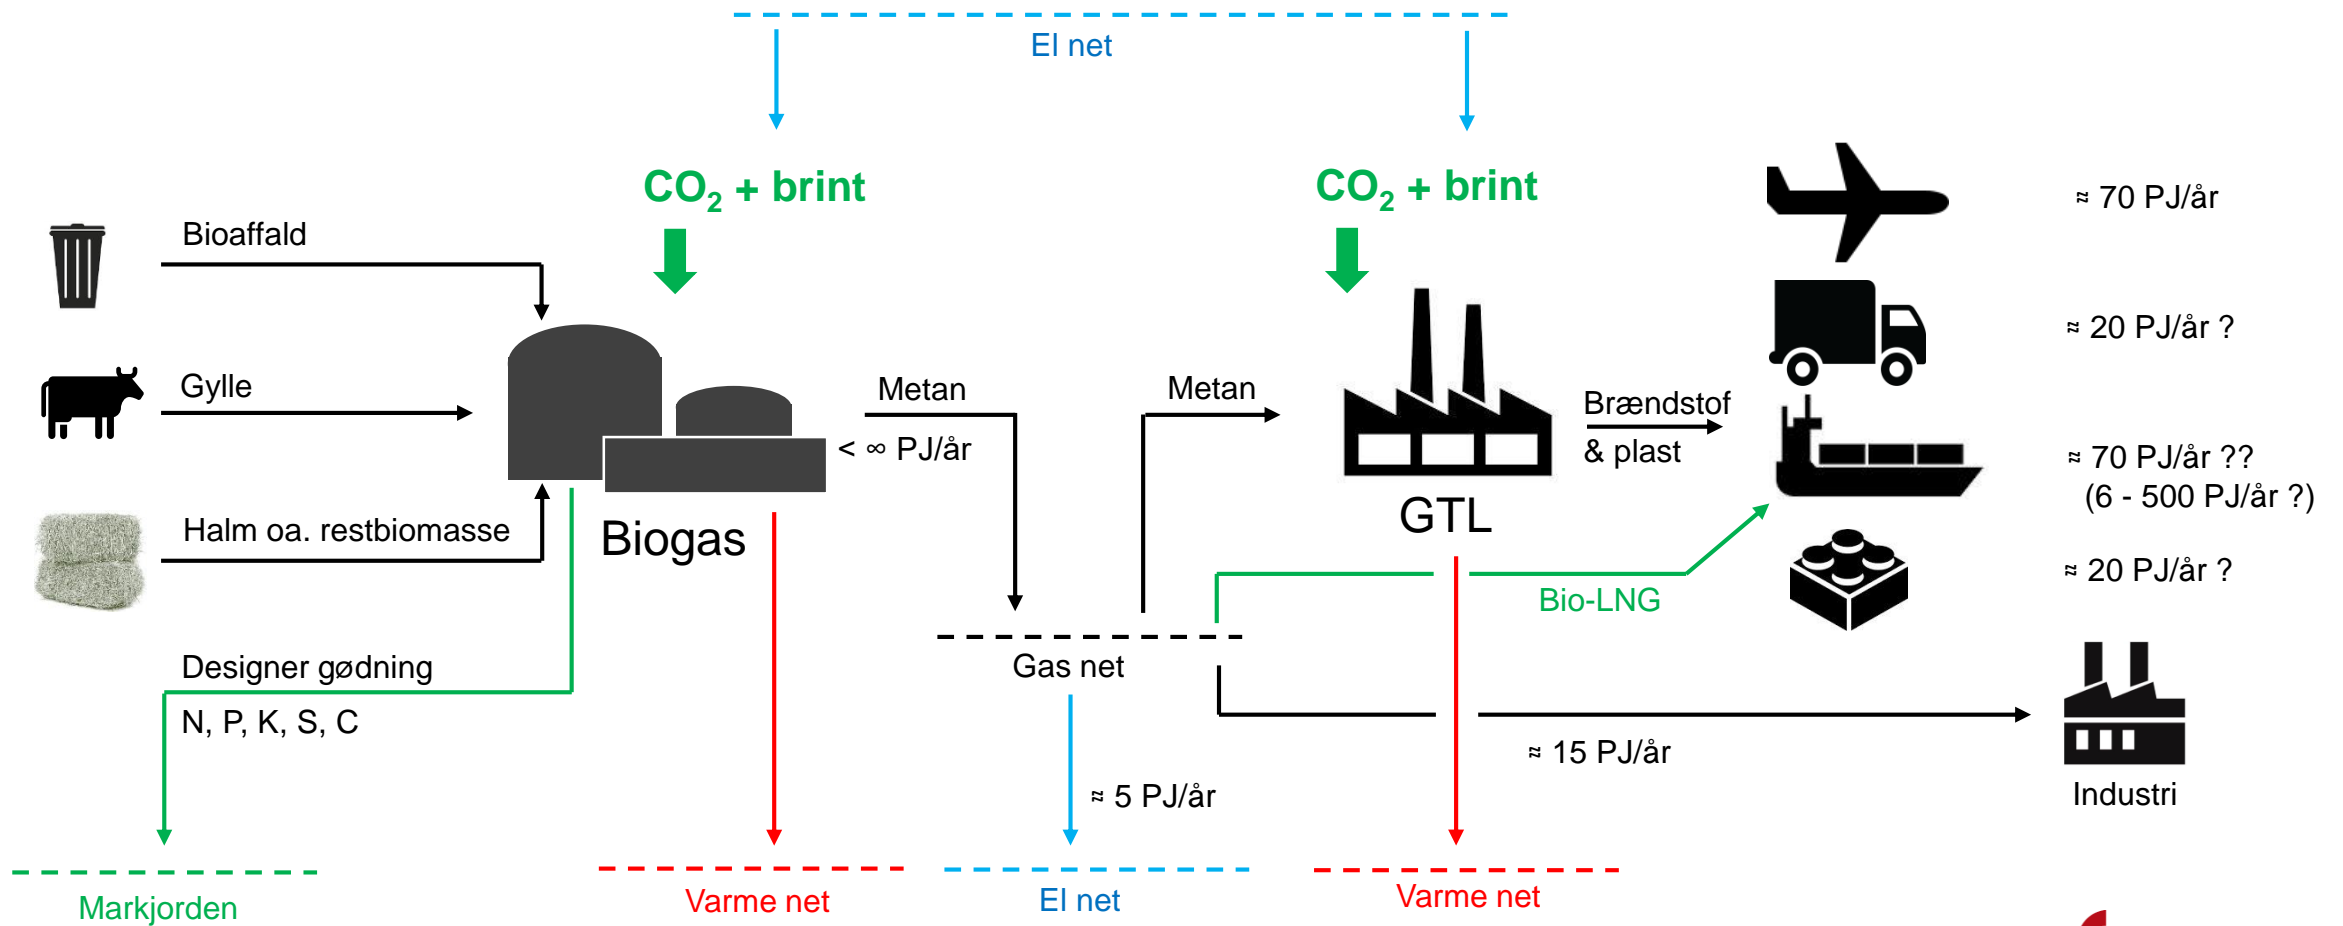 El net
CO₂ + brint
CO₂ + brint
Bioaffald
Gylle
Halm oa. restbiomasse
Biogas
Metan
< ∞ PJ/år
Metan
GTL
Brændstof
& plast
≈ 70 PJ/år
≈ 20 PJ/år ?
≈ 70 PJ/år ??
(6 - 500 PJ/år ?)
≈ 20 PJ/år ?
Bio-LNG
Gas net
Designer gødning
N, P, K, S, C
≈ 5 PJ/år
≈ 15 PJ/år
Industri
Markjorden
Varme net
El net
Varme net